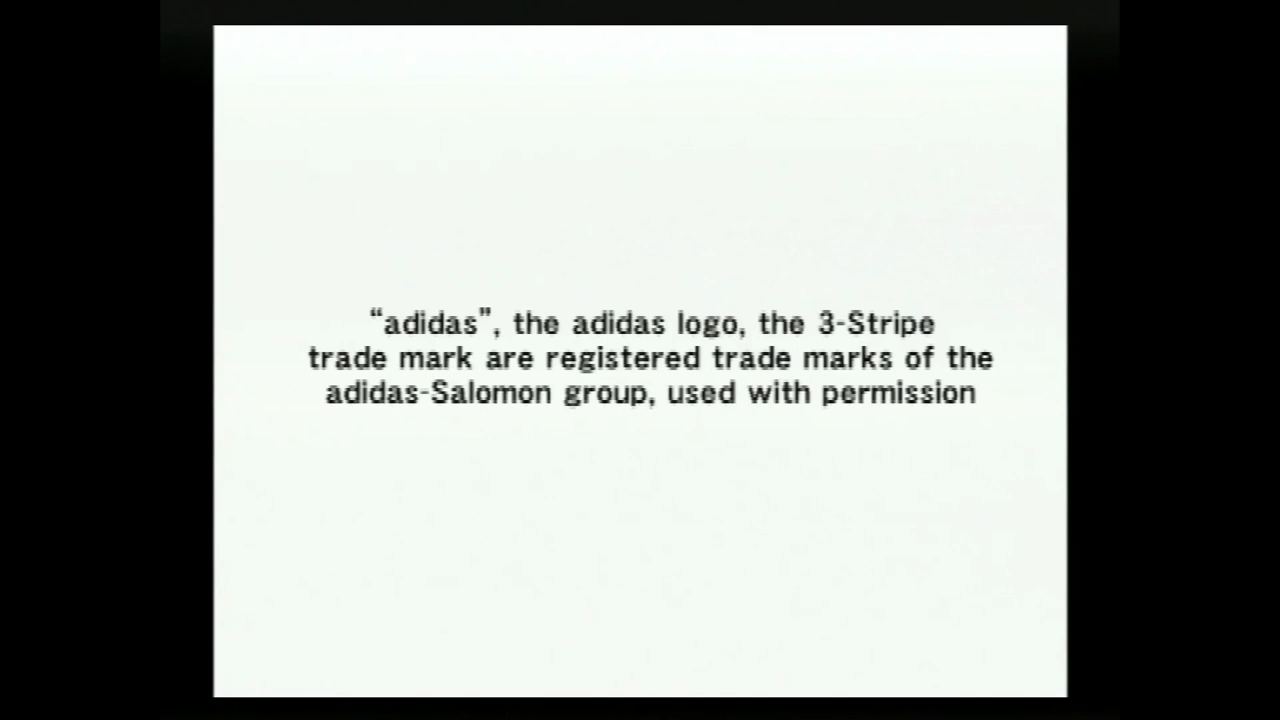 “adidas”, the adidas logo, the 3-Stripe
trade mark are registered trade marks of the
adidas-Salomon group, used with permission